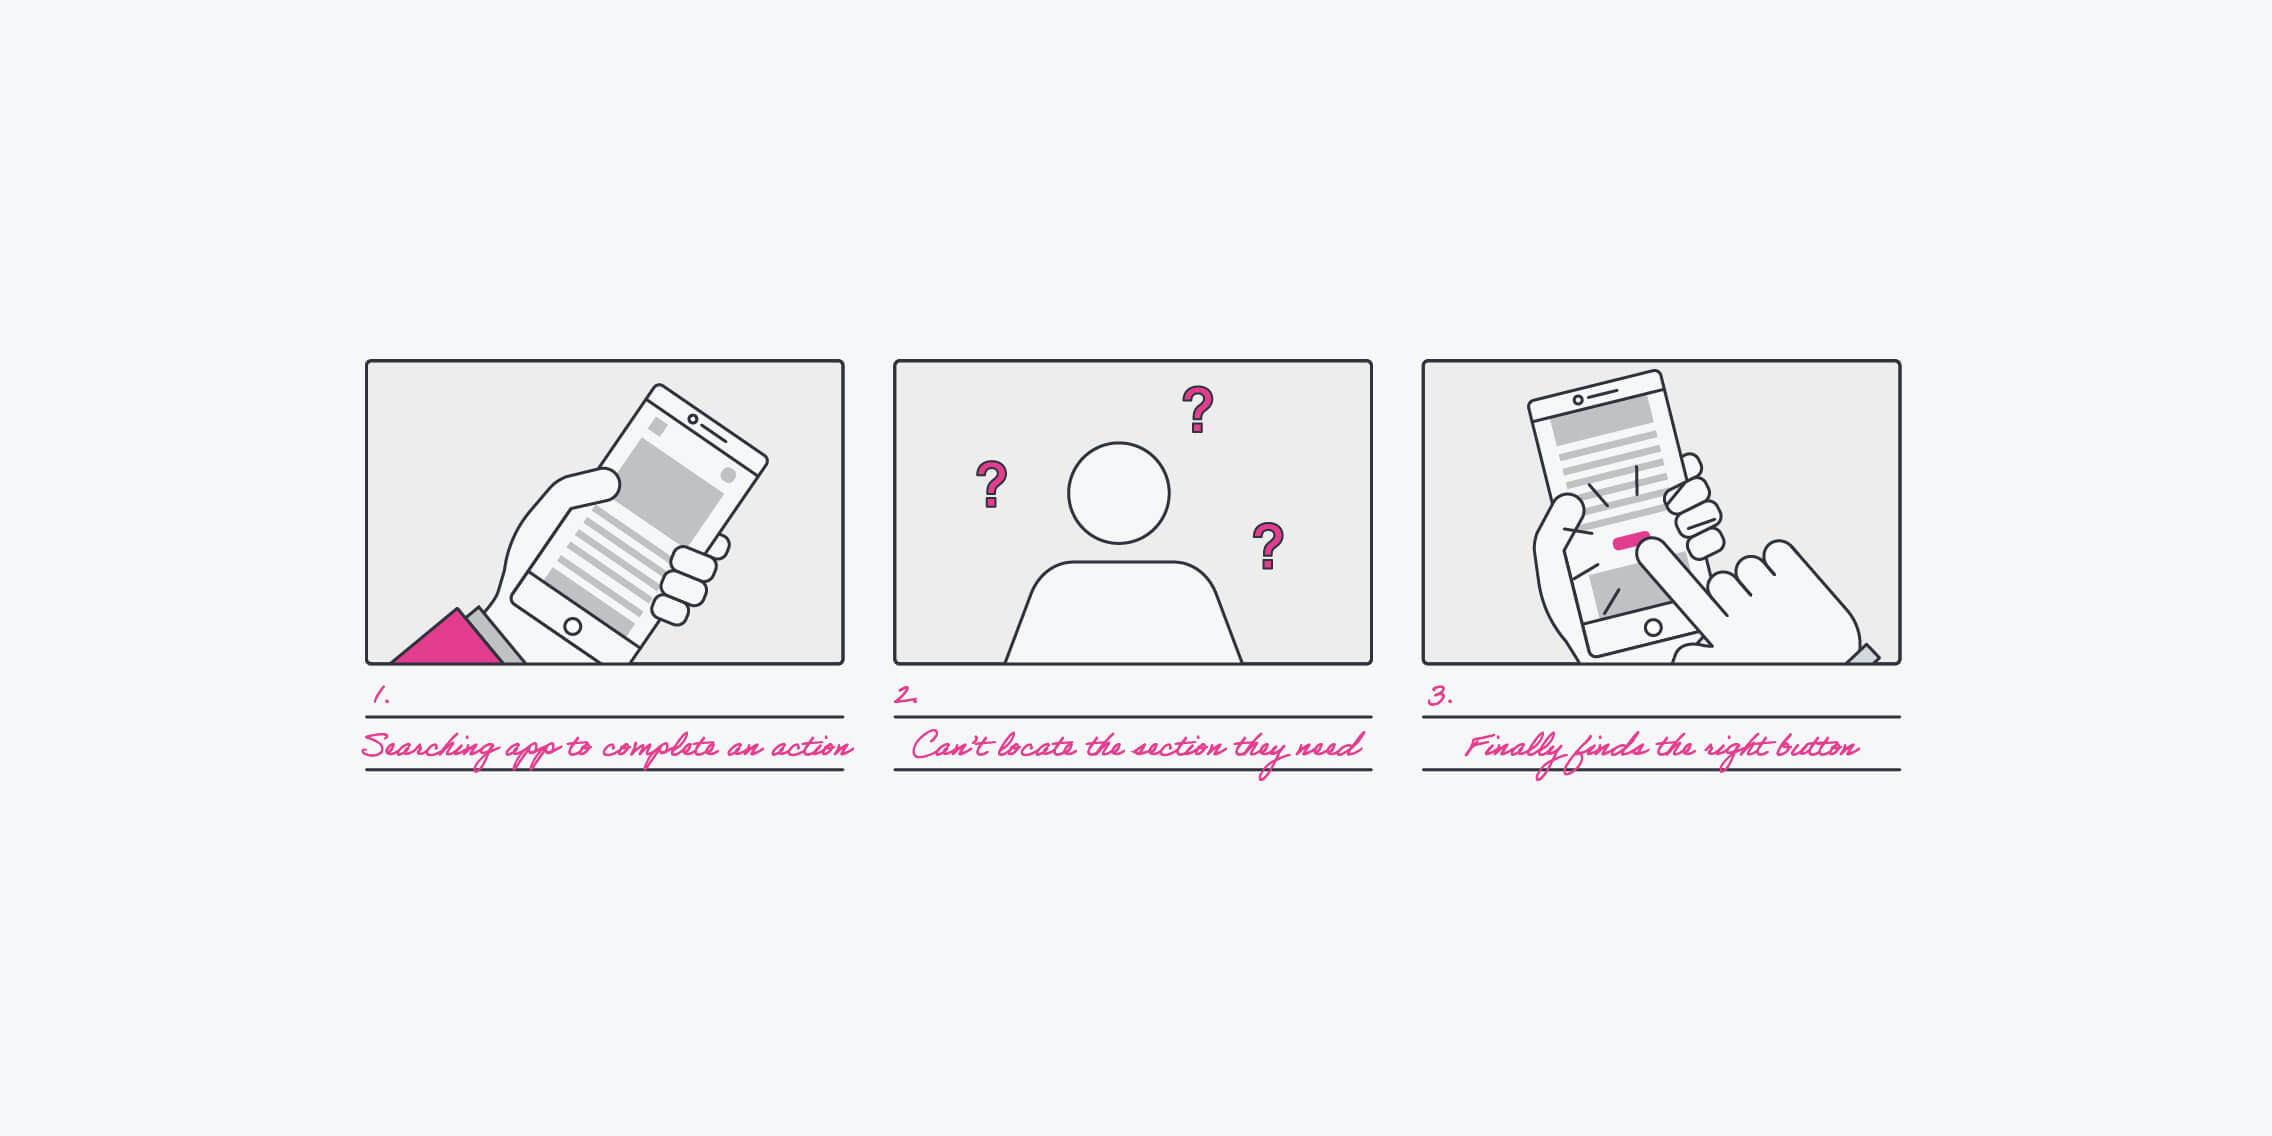 ?
?
?
1.
Searching app to complete an action
2.
Can't locate the section they need
3.
Finally finds the right button